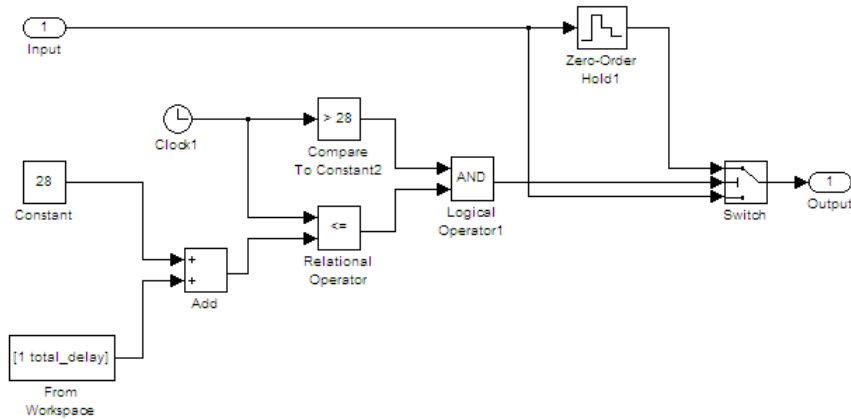 1
Input
Zero-Order
Hold1
Clock1
> 28
Compare
To Constant2
28
Constant
AND
Logical
Operator1
<=
Relational
Operator
+
+
Add
Switch
1
Output
[1 total_delay]
From
Workspace